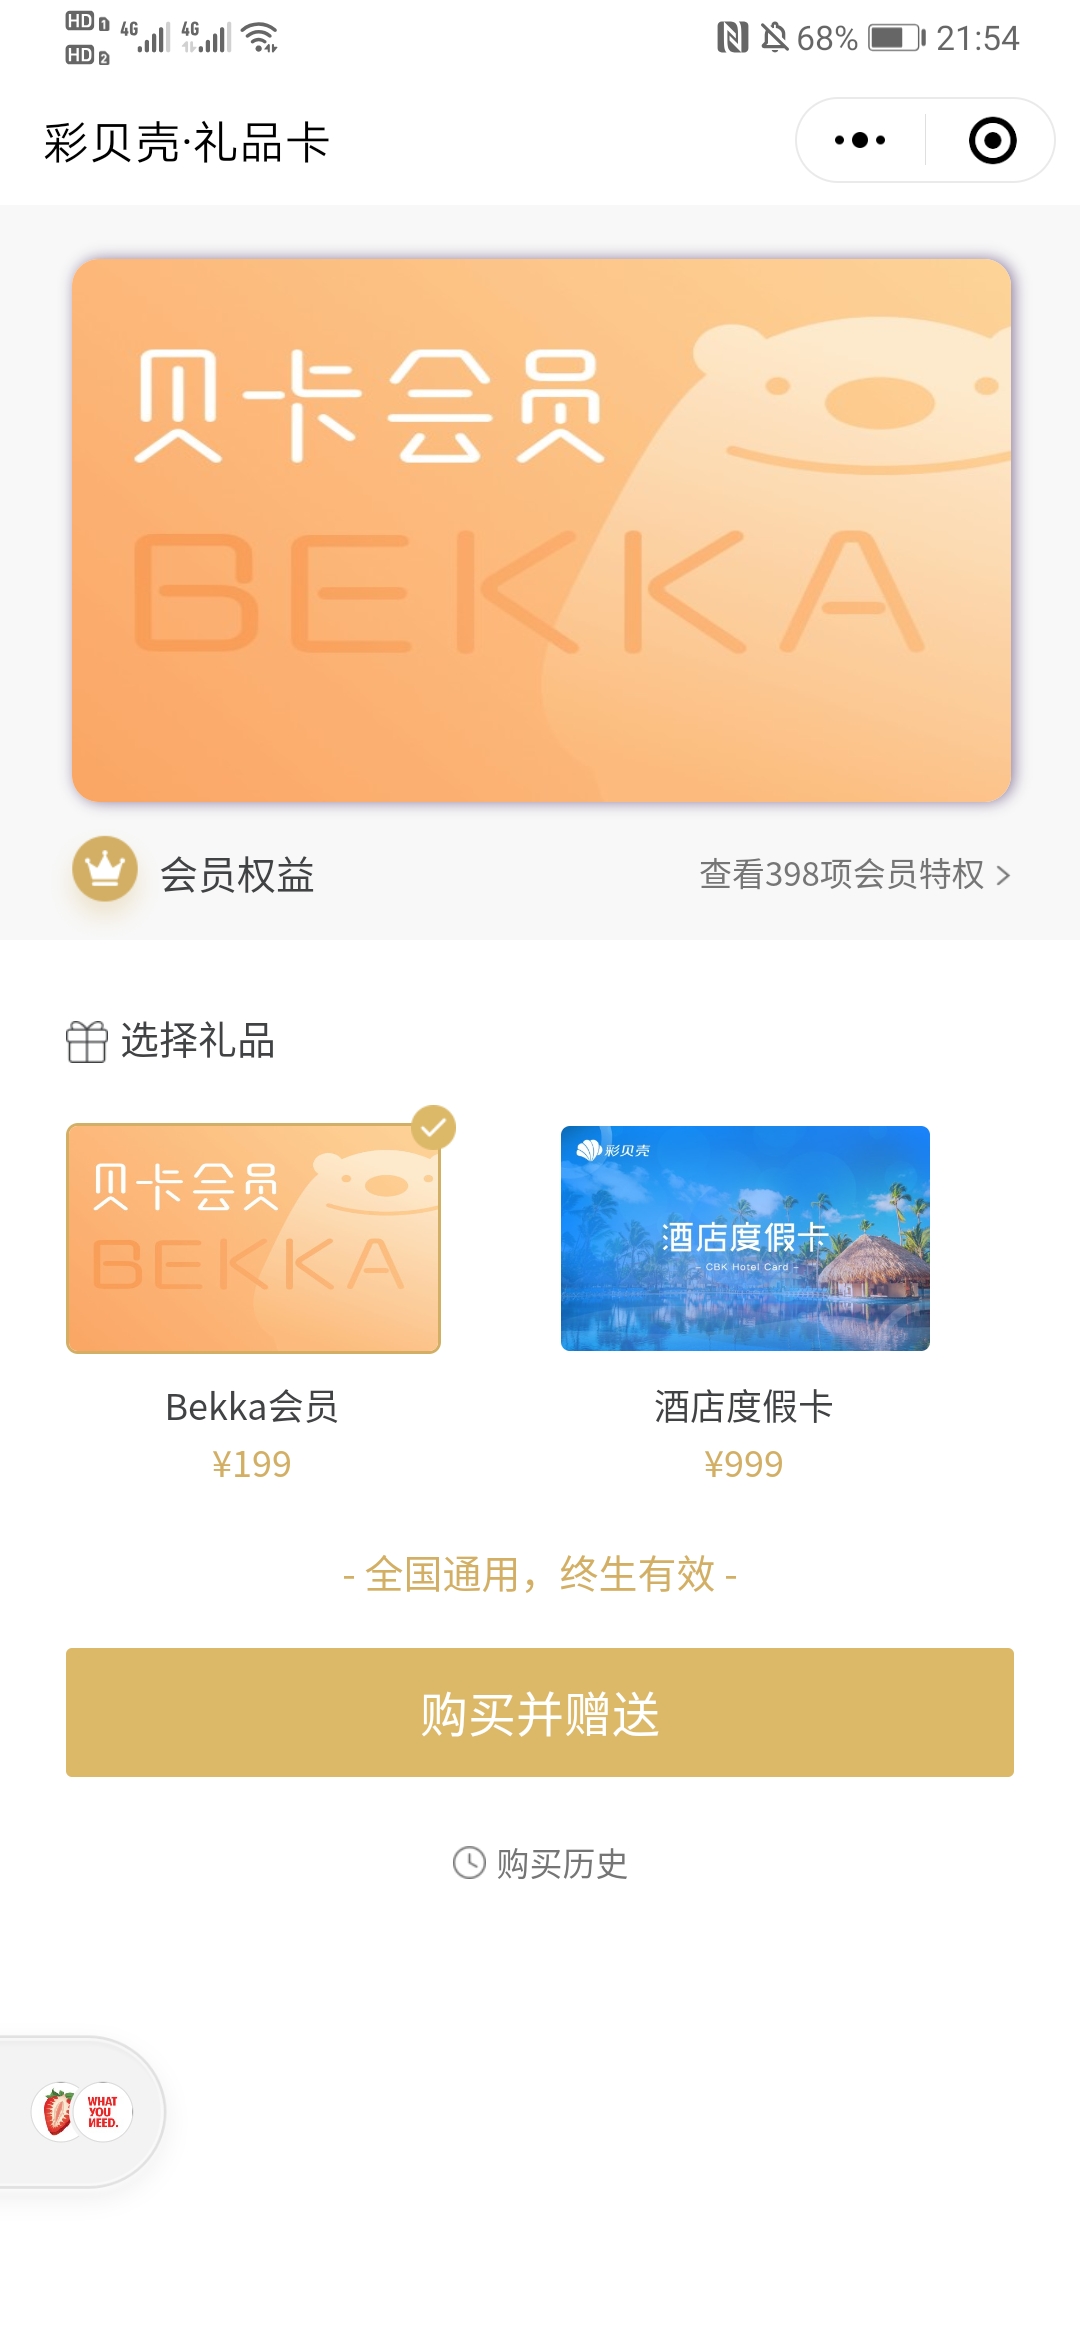 HD 1 4G 4G
HD 2
68% 21:54
彩贝壳·礼品卡
贝卡会员
BEKKA
会员权益
查看398项会员特权
选择礼品
贝卡会员
BEKKA
彩贝壳
酒店度假卡
- CBK Hotel Card -
Bekka会员
¥199
酒店度假卡
¥999
- 全国通用，终生有效 -
购买并赠送
购买历史
WHAT
YOU
NEED.